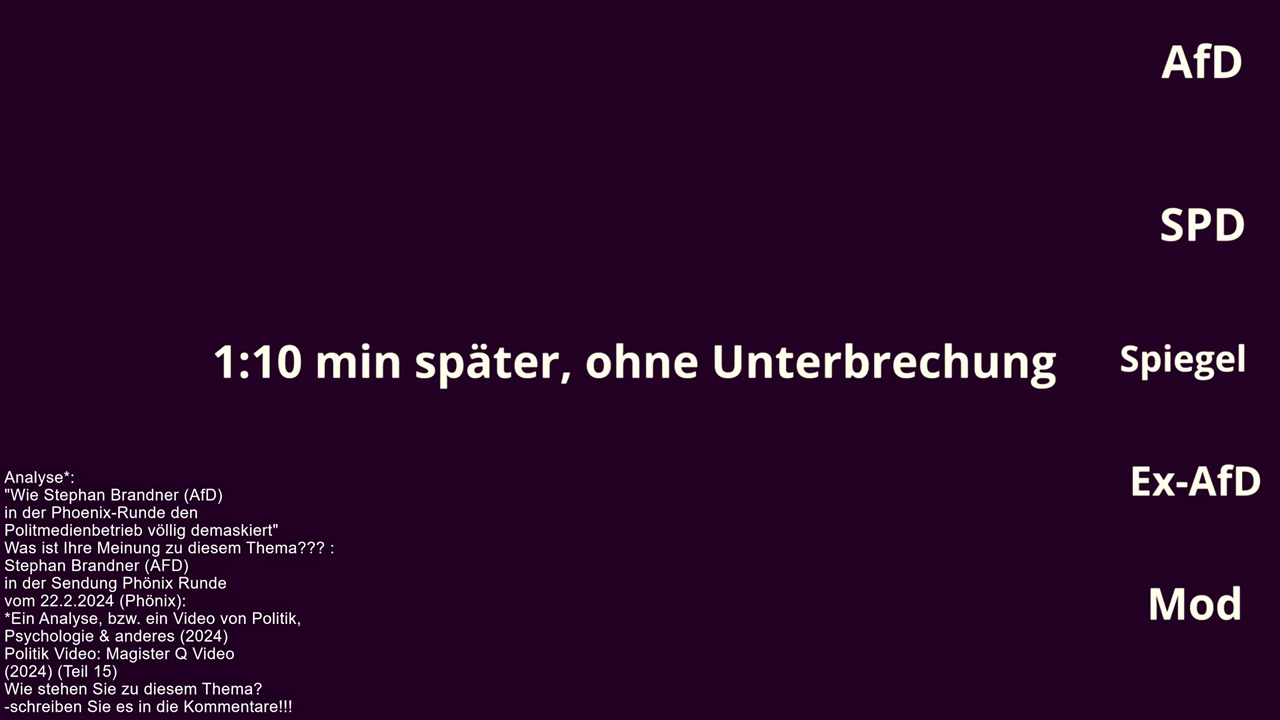 AfD
SPD
1:10 min später, ohne Unterbrechung
Spiegel
Ex-AfD
Mod
Analyse*:
"Wie Stephan Brandner (AfD)
in der Phoenix-Runde den
Politmedienbetrieb völlig demaskiert"
Was ist Ihre Meinung zu diesem Thema??? :
Stephan Brandner (AFD)
in der Sendung Phönix Runde
vom 22.2.2024 (Phönix):
*Ein Analyse, bzw. ein Video von Politik,
Psychologie & anderes (2024)
Politik Video: Magister Q Video
(2024) (Teil 15)
Wie stehen Sie zu diesem Thema?
-schreiben Sie es in die Kommentare!!!